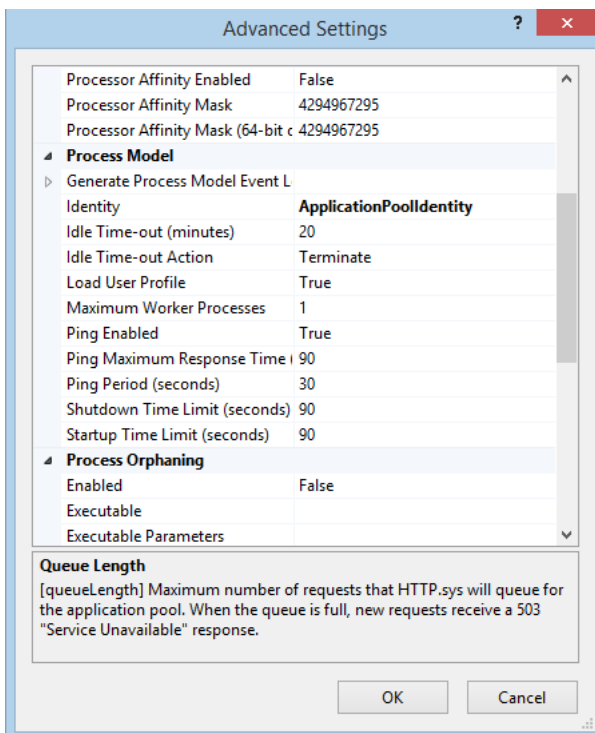 Advanced Settings
?
Processor Affinity Enabled False
Processor Affinity Mask 4294967295
Processor Affinity Mask (64-bit c 4294967295
Process Model
Generate Process Model Event L
Identity ApplicationPoolIdentity
Idle Time-out (minutes) 20
Idle Time-out Action Terminate
Load User Profile True
Maximum Worker Processes 1
Ping Enabled True
Ping Maximum Response Time ( 90
Ping Period (seconds) 30
Shutdown Time Limit (seconds) 90
Startup Time Limit (seconds) 90
Process Orphaning
Enabled False
Executable
Executable Parameters
Queue Length
[queueLength] Maximum number of requests that HTTP.sys will queue for
the application pool. When the queue is full, new requests receive a 503
"Service Unavailable" response.
OK Cancel